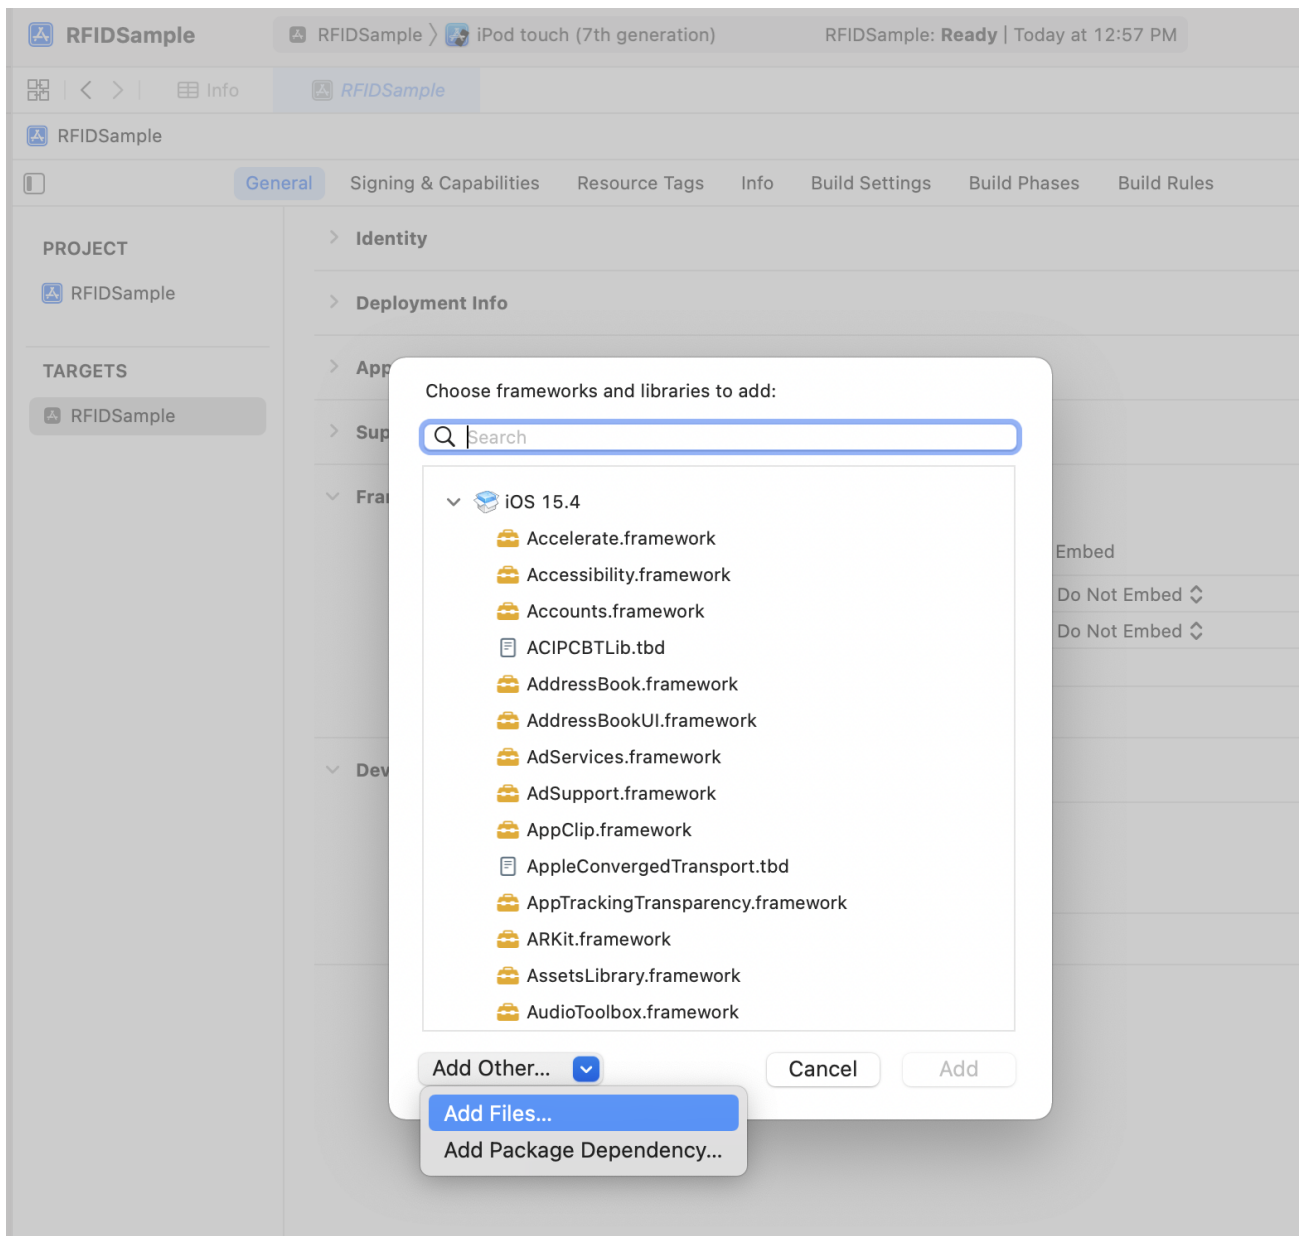 RFIDSample
RFIDSample
iPod touch (7th generation)
RFIDSample: Ready | Today at 12:57 PM
Info
RFIDSample
RFIDSample
General
Signing & Capabilities
Resource Tags
Info
Build Settings
Build Phases
Build Rules
PROJECT
RFIDSample
TARGETS
RFIDSample
Identity
Deployment Info
App
Sup
Fra
Dev
Embed
Do Not Embed
Do Not Embed
Choose frameworks and libraries to add:
Search
iOS 15.4
Accelerate.framework
Accessibility.framework
Accounts.framework
ACIPCBTLib.tbd
AddressBook.framework
AddressBookUI.framework
AdServices.framework
AdSupport.framework
AppClip.framework
AppleConvergedTransport.tbd
AppTrackingTransparency.framework
ARKit.framework
AssetsLibrary.framework
AudioToolbox.framework
Add Other...
Cancel
Add
Add Files...
Add Package Dependency...